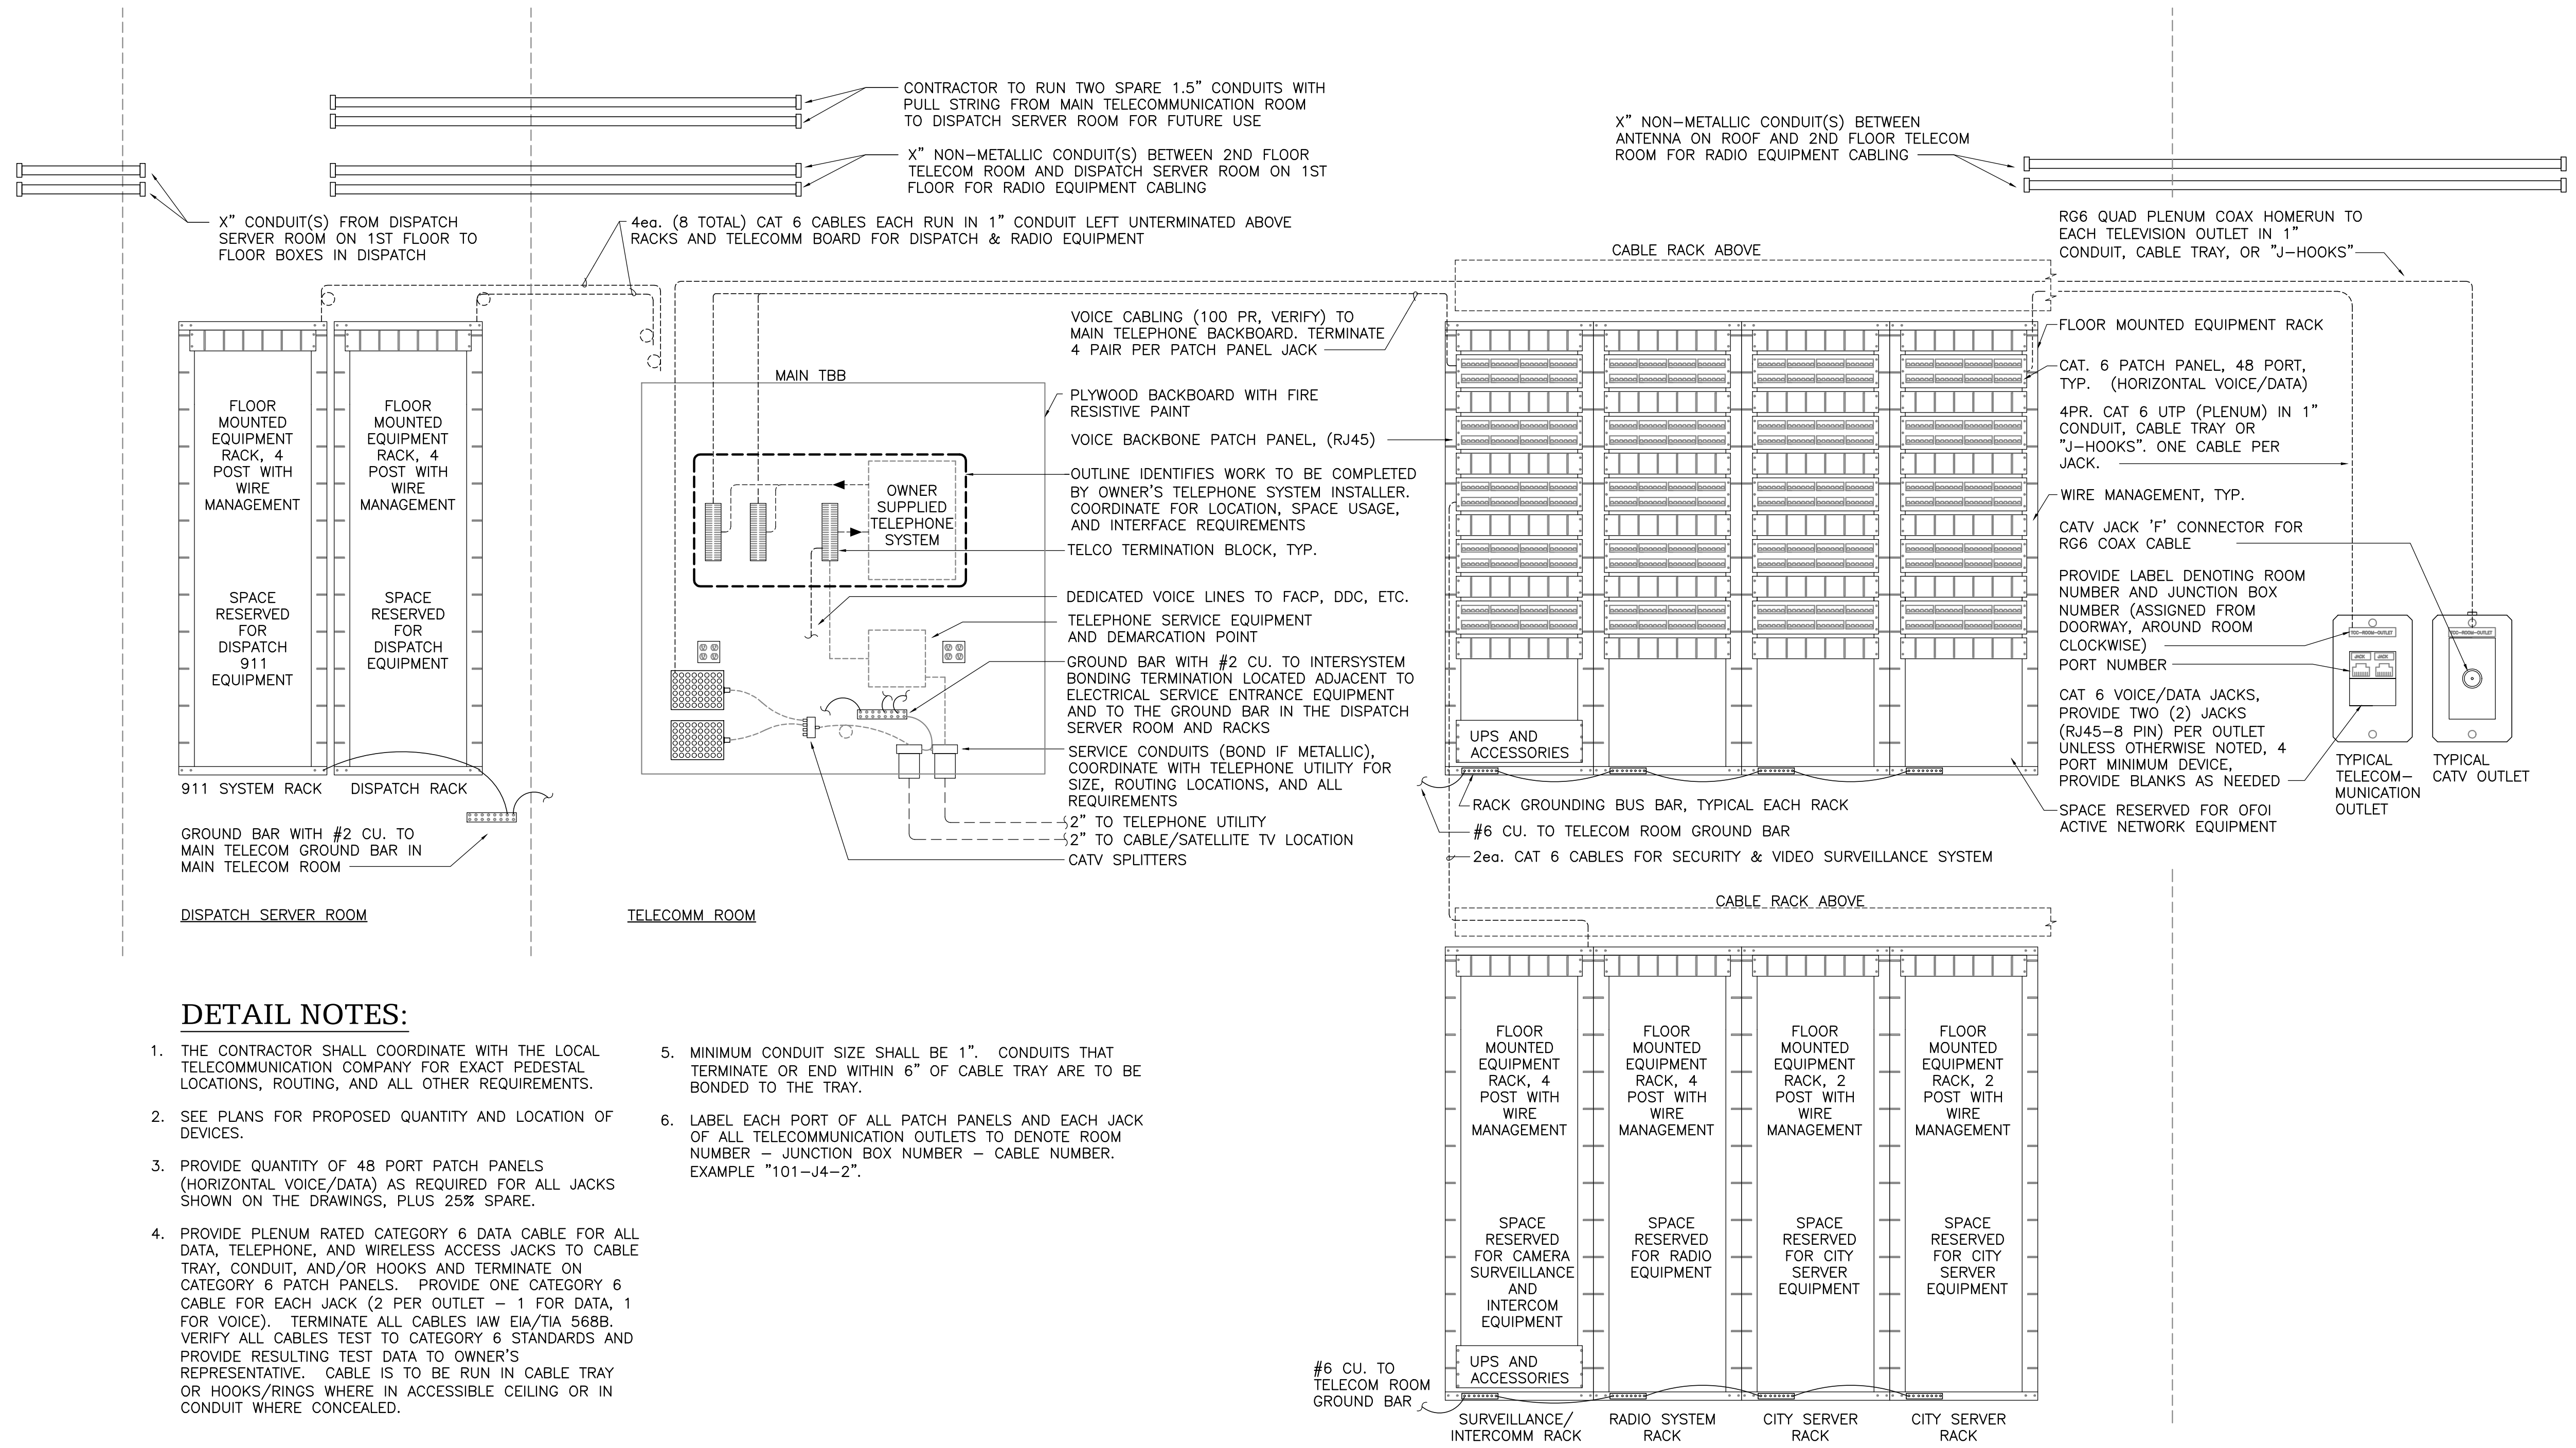 CONTRACTOR TO RUN TWO SPARE 1.5” CONDUITS WITH
PULL STRING FROM MAIN TELECOMMUNICATION ROOM
TO DISPATCH SERVER ROOM FOR FUTURE USE
X” NON–METALLIC CONDUIT(S) BETWEEN 2ND FLOOR
TELECOM ROOM AND DISPATCH SERVER ROOM ON 1ST
FLOOR FOR RADIO EQUIPMENT CABLING
X” NON–METALLIC CONDUIT(S) BETWEEN
ANTENNA ON ROOF AND 2ND FLOOR TELECOM
ROOM FOR RADIO EQUIPMENT CABLING
X” CONDUIT(S) FROM DISPATCH
SERVER ROOM ON 1ST FLOOR TO
FLOOR BOXES IN DISPATCH
4ea. (8 TOTAL) CAT 6 CABLES EACH RUN IN 1” CONDUIT LEFT UNTERMINATED ABOVE
RACKS AND TELECOMM BOARD FOR DISPATCH & RADIO EQUIPMENT
RG6 QUAD PLENUM COAX HOMERUN TO
EACH TELEVISION OUTLET IN 1”
CONDUIT, CABLE TRAY, OR ”J–HOOKS”
CABLE RACK ABOVE
FLOOR
MOUNTED
EQUIPMENT
RACK, 4
POST WITH
WIRE
MANAGEMENT
SPACE
RESERVED
FOR
DISPATCH
911
EQUIPMENT
911 SYSTEM RACK
FLOOR
MOUNTED
EQUIPMENT
RACK, 4
POST WITH
WIRE
MANAGEMENT
SPACE
RESERVED
FOR
DISPATCH
EQUIPMENT
DISPATCH RACK
GROUND BAR WITH #2 CU. TO
MAIN TELECOM GROUND BAR IN
MAIN TELECOM ROOM
DISPATCH SERVER ROOM
MAIN TBB
OWNER
SUPPLIED
TELEPHONE
SYSTEM
TELECOMM ROOM
VOICE CABLING (100 PR, VERIFY) TO
MAIN TELEPHONE BACKBOARD. TERMINATE
4 PAIR PER PATCH PANEL JACK
PLYWOOD BACKBOARD WITH FIRE
RESISTIVE PAINT
VOICE BACKBONE PATCH PANEL, (RJ45)
OUTLINE IDENTIFIES WORK TO BE COMPLETED
BY OWNER'S TELEPHONE SYSTEM INSTALLER.
COORDINATE FOR LOCATION, SPACE USAGE,
AND INTERFACE REQUIREMENTS
TELCO TERMINATION BLOCK, TYP.
DEDICATED VOICE LINES TO FACP, DDC, ETC.
TELEPHONE SERVICE EQUIPMENT
AND DEMARCATION POINT
GROUND BAR WITH #2 CU. TO INTERSYSTEM
BONDING TERMINATION LOCATED ADJACENT TO
ELECTRICAL SERVICE ENTRANCE EQUIPMENT
AND TO THE GROUND BAR IN THE DISPATCH
SERVER ROOM AND RACKS
SERVICE CONDUITS (BOND IF METALLIC),
COORDINATE WITH TELEPHONE UTILITY FOR
SIZE, ROUTING LOCATIONS, AND ALL
REQUIREMENTS
2” TO TELEPHONE UTILITY
2” TO CABLE/SATELLITE TV LOCATION
CATV SPLITTERS
UPS AND
ACCESSORIES
RACK GROUNDING BUS BAR, TYPICAL EACH RACK
#6 CU. TO TELECOM ROOM GROUND BAR
2ea. CAT 6 CABLES FOR SECURITY & VIDEO SURVEILLANCE SYSTEM
FLOOR MOUNTED EQUIPMENT RACK
CAT. 6 PATCH PANEL, 48 PORT,
TYP. (HORIZONTAL VOICE/DATA)
4PR. CAT 6 UTP (PLENUM) IN 1”
CONDUIT, CABLE TRAY OR
”J–HOOKS”. ONE CABLE PER
JACK.
WIRE MANAGEMENT, TYP.
CATV JACK 'F' CONNECTOR FOR
RG6 COAX CABLE
PROVIDE LABEL DENOTING ROOM
NUMBER AND JUNCTION BOX
NUMBER (ASSIGNED FROM
DOORWAY, AROUND ROOM
CLOCKWISE)
PORT NUMBER
CAT 6 VOICE/DATA JACKS,
PROVIDE TWO (2) JACKS
(RJ45–8 PIN) PER OUTLET
UNLESS OTHERWISE NOTED, 4
PORT MINIMUM DEVICE,
PROVIDE BLANKS AS NEEDED
SPACE RESERVED FOR OFOI
ACTIVE NETWORK EQUIPMENT
JACK JACK
TYPICAL
TELECOM–
MUNICATION
OUTLET
TYPICAL
CATV OUTLET
CABLE RACK ABOVE
FLOOR
MOUNTED
EQUIPMENT
RACK, 4
POST WITH
WIRE
MANAGEMENT
SPACE
RESERVED
FOR CAMERA
SURVEILLANCE
AND
INTERCOM
EQUIPMENT
UPS AND
ACCESSORIES
SURVEILLANCE/
INTERCOMM RACK
FLOOR
MOUNTED
EQUIPMENT
RACK, 4
POST WITH
WIRE
MANAGEMENT
SPACE
RESERVED
FOR RADIO
EQUIPMENT
RADIO SYSTEM
RACK
FLOOR
MOUNTED
EQUIPMENT
RACK, 2
POST WITH
WIRE
MANAGEMENT
SPACE
RESERVED
FOR CITY
SERVER
EQUIPMENT
CITY SERVER
RACK
FLOOR
MOUNTED
EQUIPMENT
RACK, 2
POST WITH
WIRE
MANAGEMENT
SPACE
RESERVED
FOR CITY
SERVER
EQUIPMENT
CITY SERVER
RACK
#6 CU. TO
TELECOM ROOM
GROUND BAR
DETAIL NOTES:
1. THE CONTRACTOR SHALL COORDINATE WITH THE LOCAL
TELECOMMUNICATION COMPANY FOR EXACT PEDESTAL
LOCATIONS, ROUTING, AND ALL OTHER REQUIREMENTS.
2. SEE PLANS FOR PROPOSED QUANTITY AND LOCATION OF
DEVICES.
3. PROVIDE QUANTITY OF 48 PORT PATCH PANELS
(HORIZONTAL VOICE/DATA) AS REQUIRED FOR ALL JACKS
SHOWN ON THE DRAWINGS, PLUS 25% SPARE.
4. PROVIDE PLENUM RATED CATEGORY 6 DATA CABLE FOR ALL
DATA, TELEPHONE, AND WIRELESS ACCESS JACKS TO CABLE
TRAY, CONDUIT, AND/OR HOOKS AND TERMINATE ON
CATEGORY 6 PATCH PANELS. PROVIDE ONE CATEGORY 6
CABLE FOR EACH JACK (2 PER OUTLET – 1 FOR DATA, 1
FOR VOICE). TERMINATE ALL CABLES IAW EIA/TIA 568B.
VERIFY ALL CABLES TEST TO CATEGORY 6 STANDARDS AND
PROVIDE RESULTING TEST DATA TO OWNER'S
REPRESENTATIVE. CABLE IS TO BE RUN IN CABLE TRAY
OR HOOKS/RINGS WHERE IN ACCESSIBLE CEILING OR IN
CONDUIT WHERE CONCEALED.
5. MINIMUM CONDUIT SIZE SHALL BE 1”. CONDUITS THAT
TERMINATE OR END WITHIN 6” OF CABLE TRAY ARE TO BE
BONDED TO THE TRAY.
6. LABEL EACH PORT OF ALL PATCH PANELS AND EACH JACK
OF ALL TELECOMMUNICATION OUTLETS TO DENOTE ROOM
NUMBER – JUNCTION BOX NUMBER – CABLE NUMBER.
EXAMPLE ”101–J4–2”.